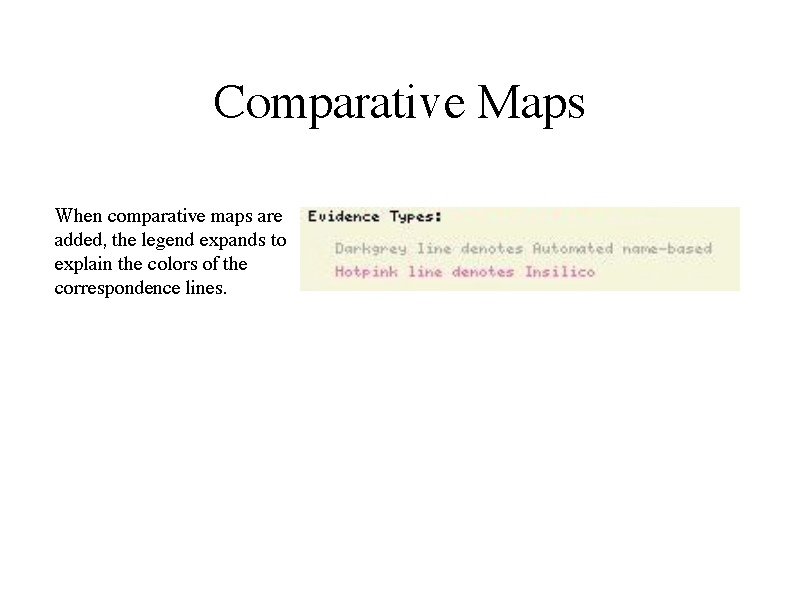 Comparative Maps
When comparative maps are
added, the legend expands to
explain the colors of the
correspondence lines.
Evidence Types:
Darkgrey line denotes Automated name-based
Hotpink line denotes Insilico